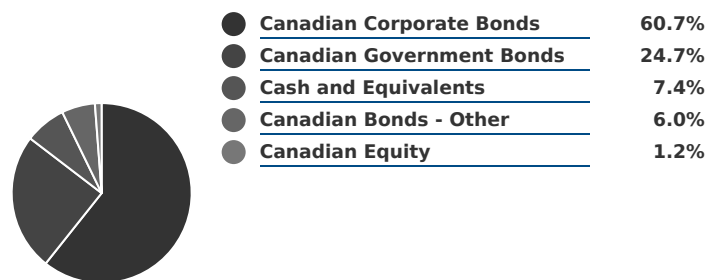 Canadian Corporate Bonds 60.7%
Canadian Government Bonds 24.7%
Cash and Equivalents 7.4%
Canadian Bonds - Other 6.0%
Canadian Equity 1.2%